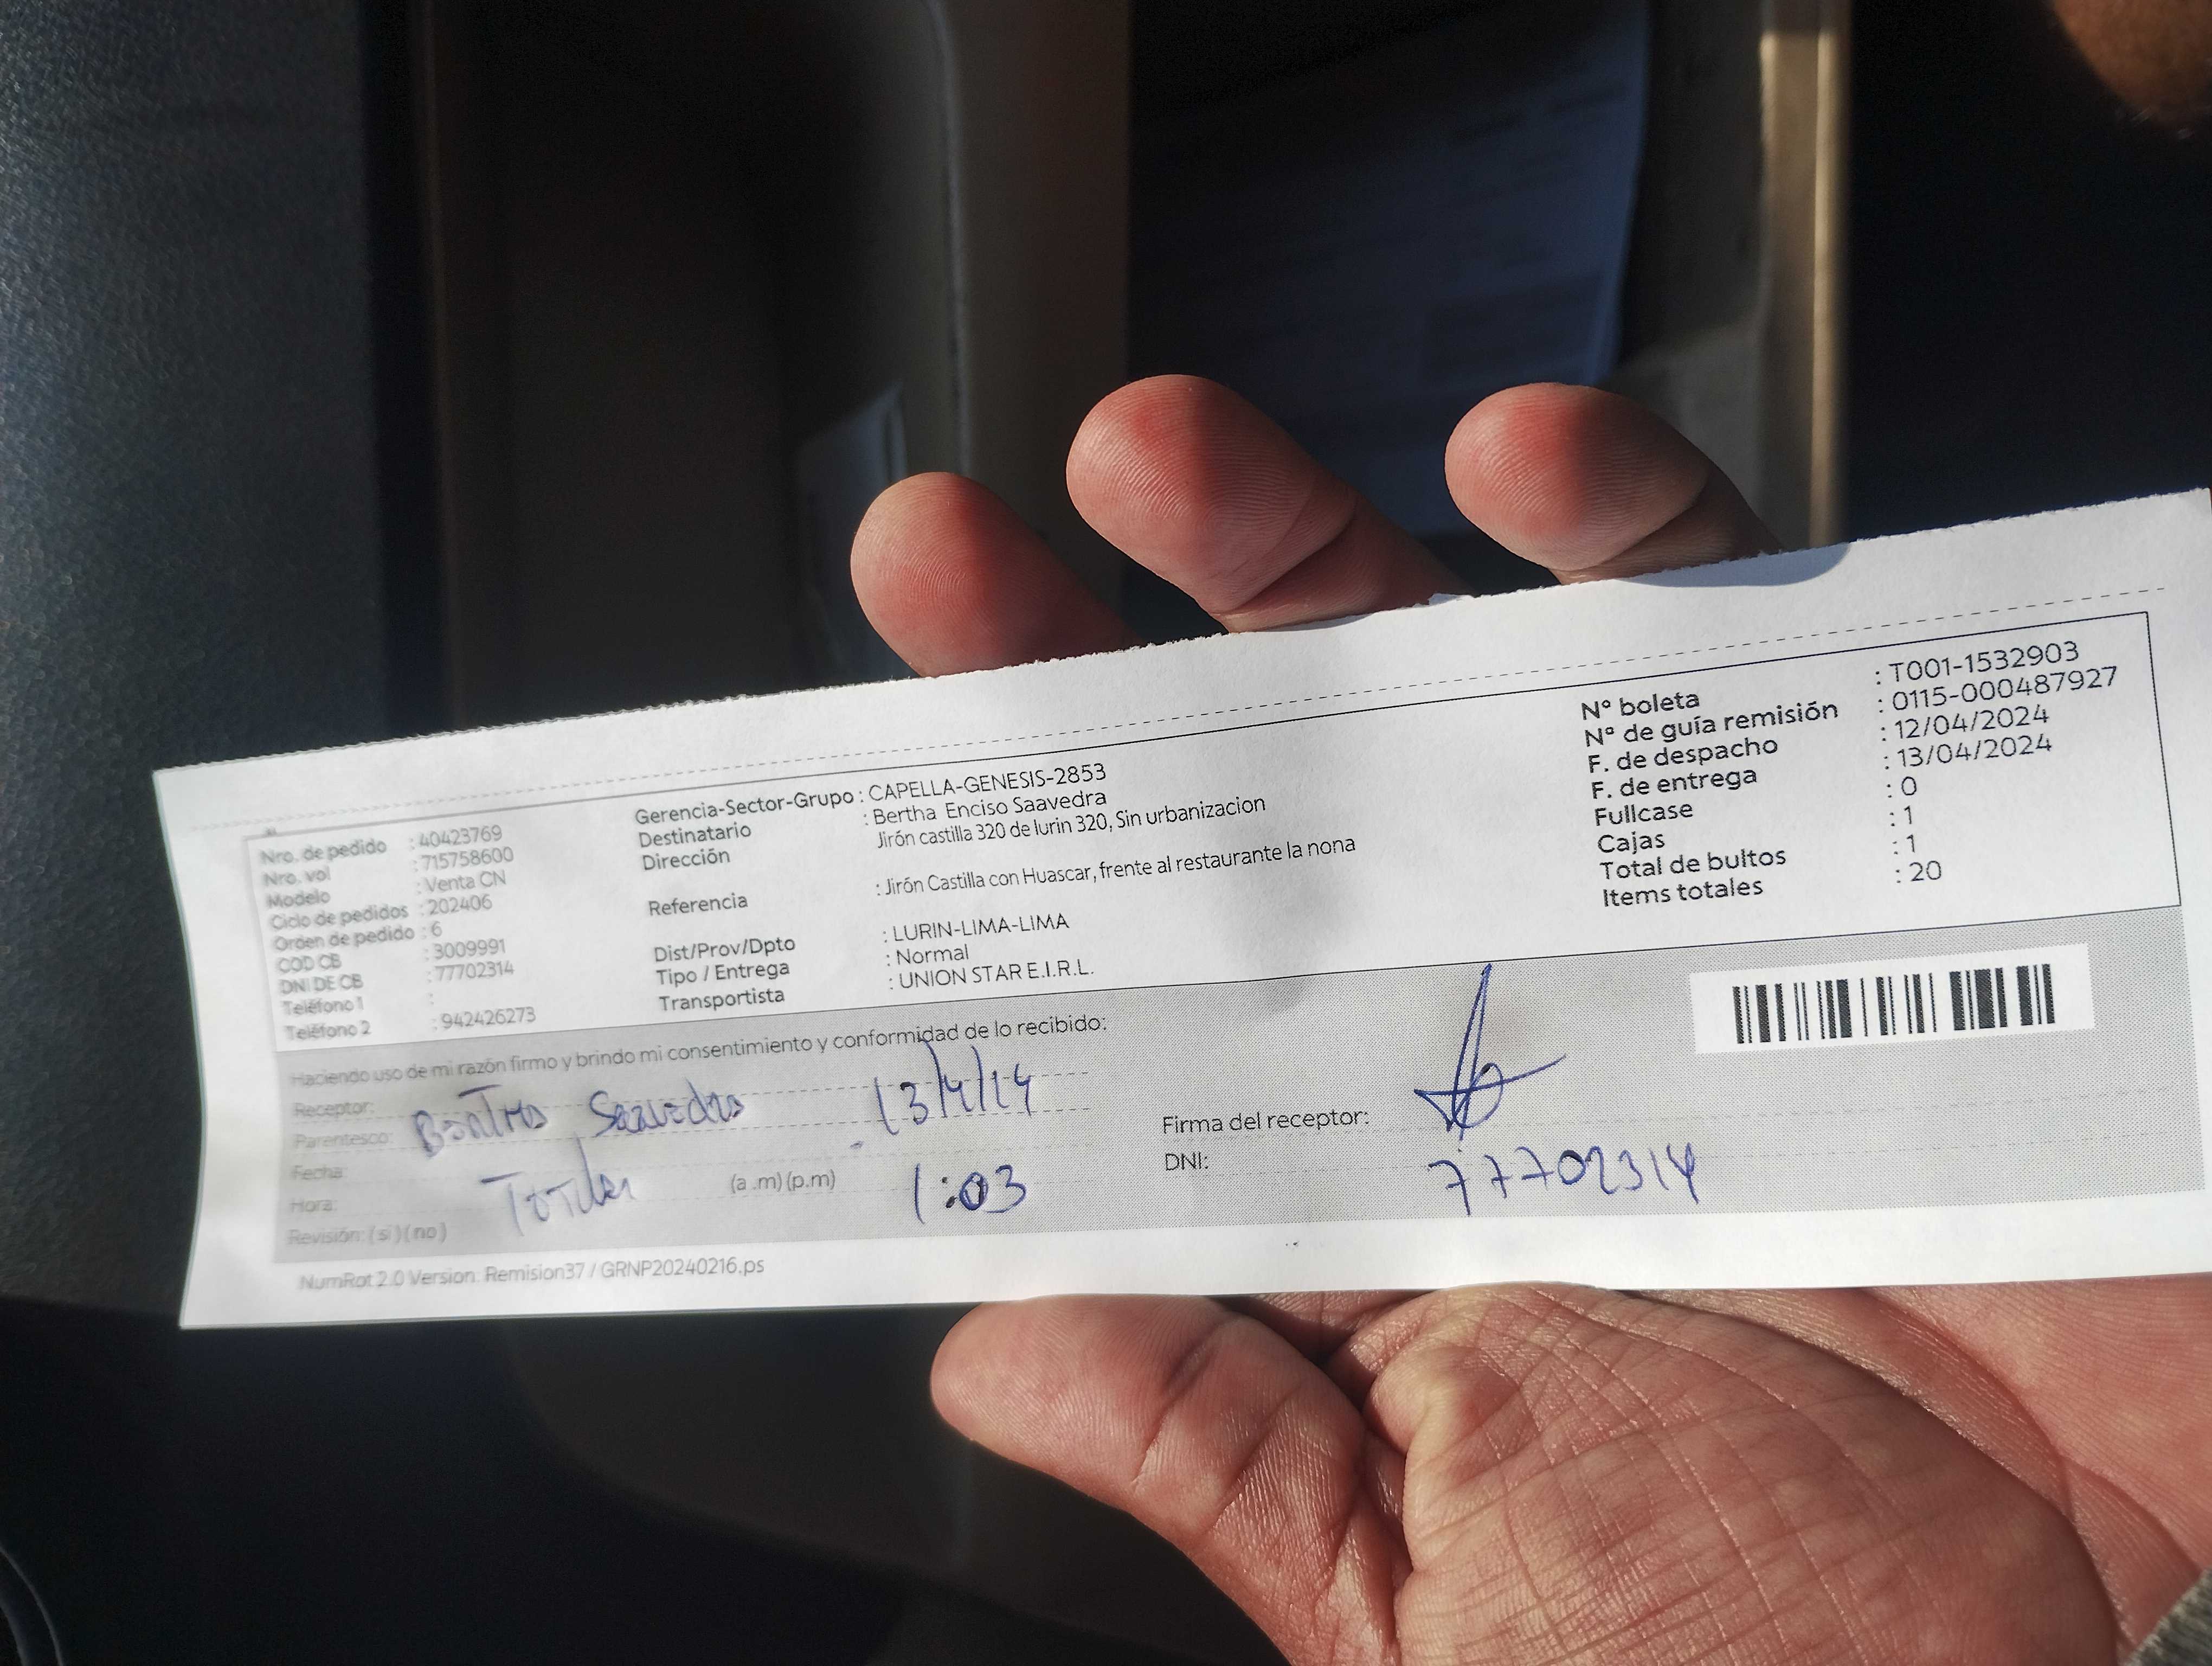 Nro. de pedido : 40423769
Nro. vol : 715758600
Modelo : Venta CN
Ciclo de pedidos : 202406
Orden de pedido : 6
COD CB : 3009991
DNI DE CB : 77702314
Teléfono 1 :
Teléfono 2 : 942426273
Gerencia-Sector-Grupo : CAPELLA-GENESIS-2853
Destinatario : Bertha Enciso Saavedra
Dirección Jirón castilla 320 de lurin 320, Sin urbanizacion
Referencia : Jirón Castilla con Huascar, frente al restaurante la nona
Dist/Prov/Dpto : LURIN-LIMA-LIMA
Tipo / Entrega : Normal
Transportista : UNION STAR E.I.R.L.
N° boleta : T001-1532903
N° de guía remisión : 0115-000487927
F. de despacho : 12/04/2024
F. de entrega : 13/04/2024
Fullcase : 0
Cajas : 1
Total de bultos : 1
Items totales : 20
Haciendo uso de mi razón firmo y brindo mi consentimiento y conformidad de lo recibido:
Receptor:
Parentesco: Saavedra 13/4/24
Fecha:
Hora: (a .m) (p.m) 1:03
Revisión: ( si ) ( no )
Firma del receptor:
DNI: 77702314
NumRot 2.0 Version: Remision37 / GRNP20240216.ps